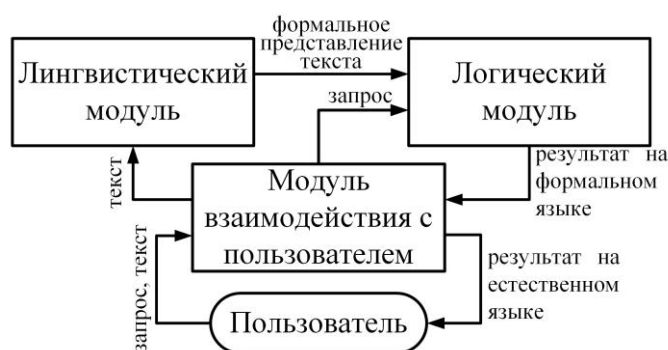 формальное
представление
текста
Лингвистический
модуль
Логический
модуль
запрос
текст
Модуль
взаимодействия с
пользователем
результат на
формальном
языке
запрос, текст
результат на
естественном
языке
Пользователь